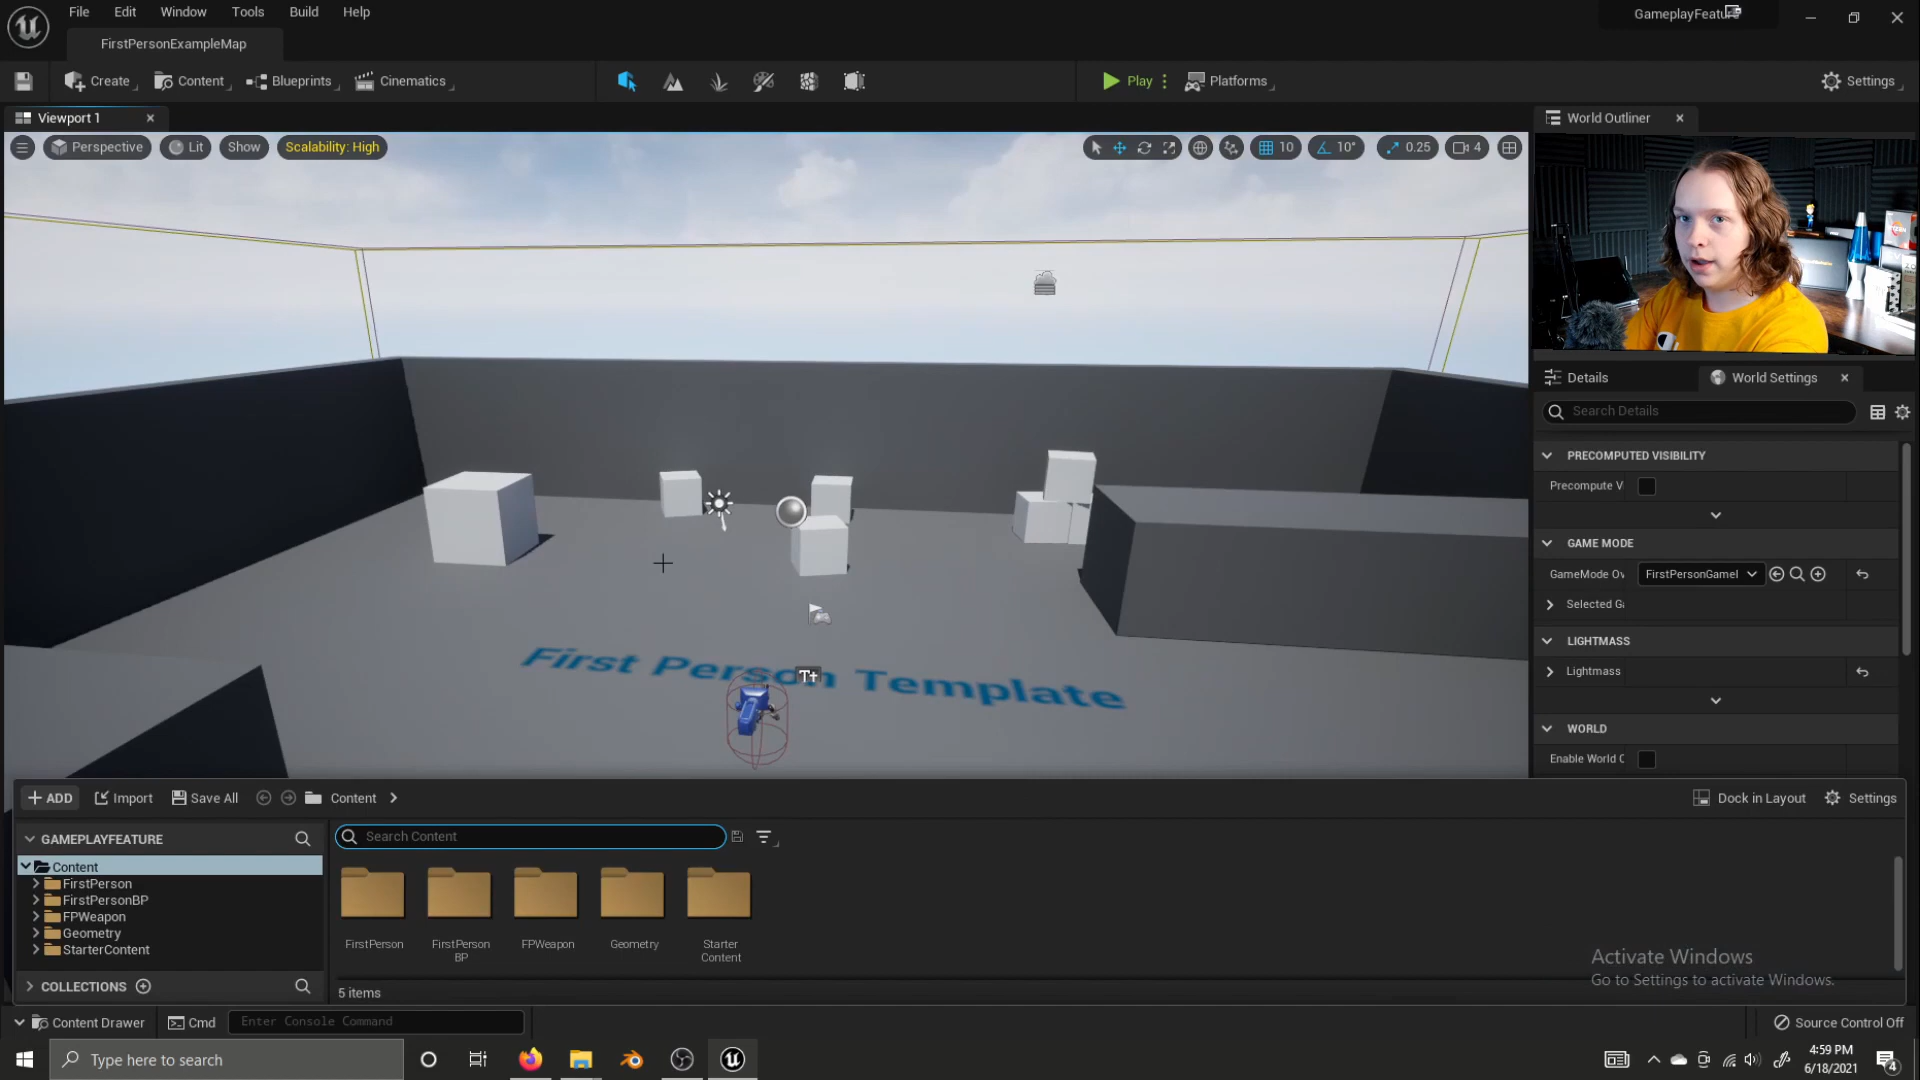 File Edit Window Tools Build Help
FirstPersonExampleMap
Create Content Blueprints Cinematics Play Platforms Settings
Viewport 1
Perspective Lit Show Scalability: High 10 10° 0.25 4
World Outliner
Details World Settings
Search Details
PRECOMPUTED VISIBILITY
Precompute V
GAME MODE
GameMode Ov FirstPersonGameI
Selected Ga
LIGHTMASS
Lightmass
WORLD
Enable World C
First Person Template
T+
ADD Import Save All Content Dock in Layout Settings
GAMEPLAYFEATURE
Search Content
Content
FirstPerson
FirstPersonBP
FPWeapon
Geometry
StarterContent
FirstPerson
FirstPerson
BP
FPWeapon
Geometry
Starter
Content
COLLECTIONS
5 items
Activate Windows
Go to Settings to activate Windows.
Content Drawer Cmd Enter Console Command Source Control Off
Type here to search
4:59 PM
6/18/2021
4